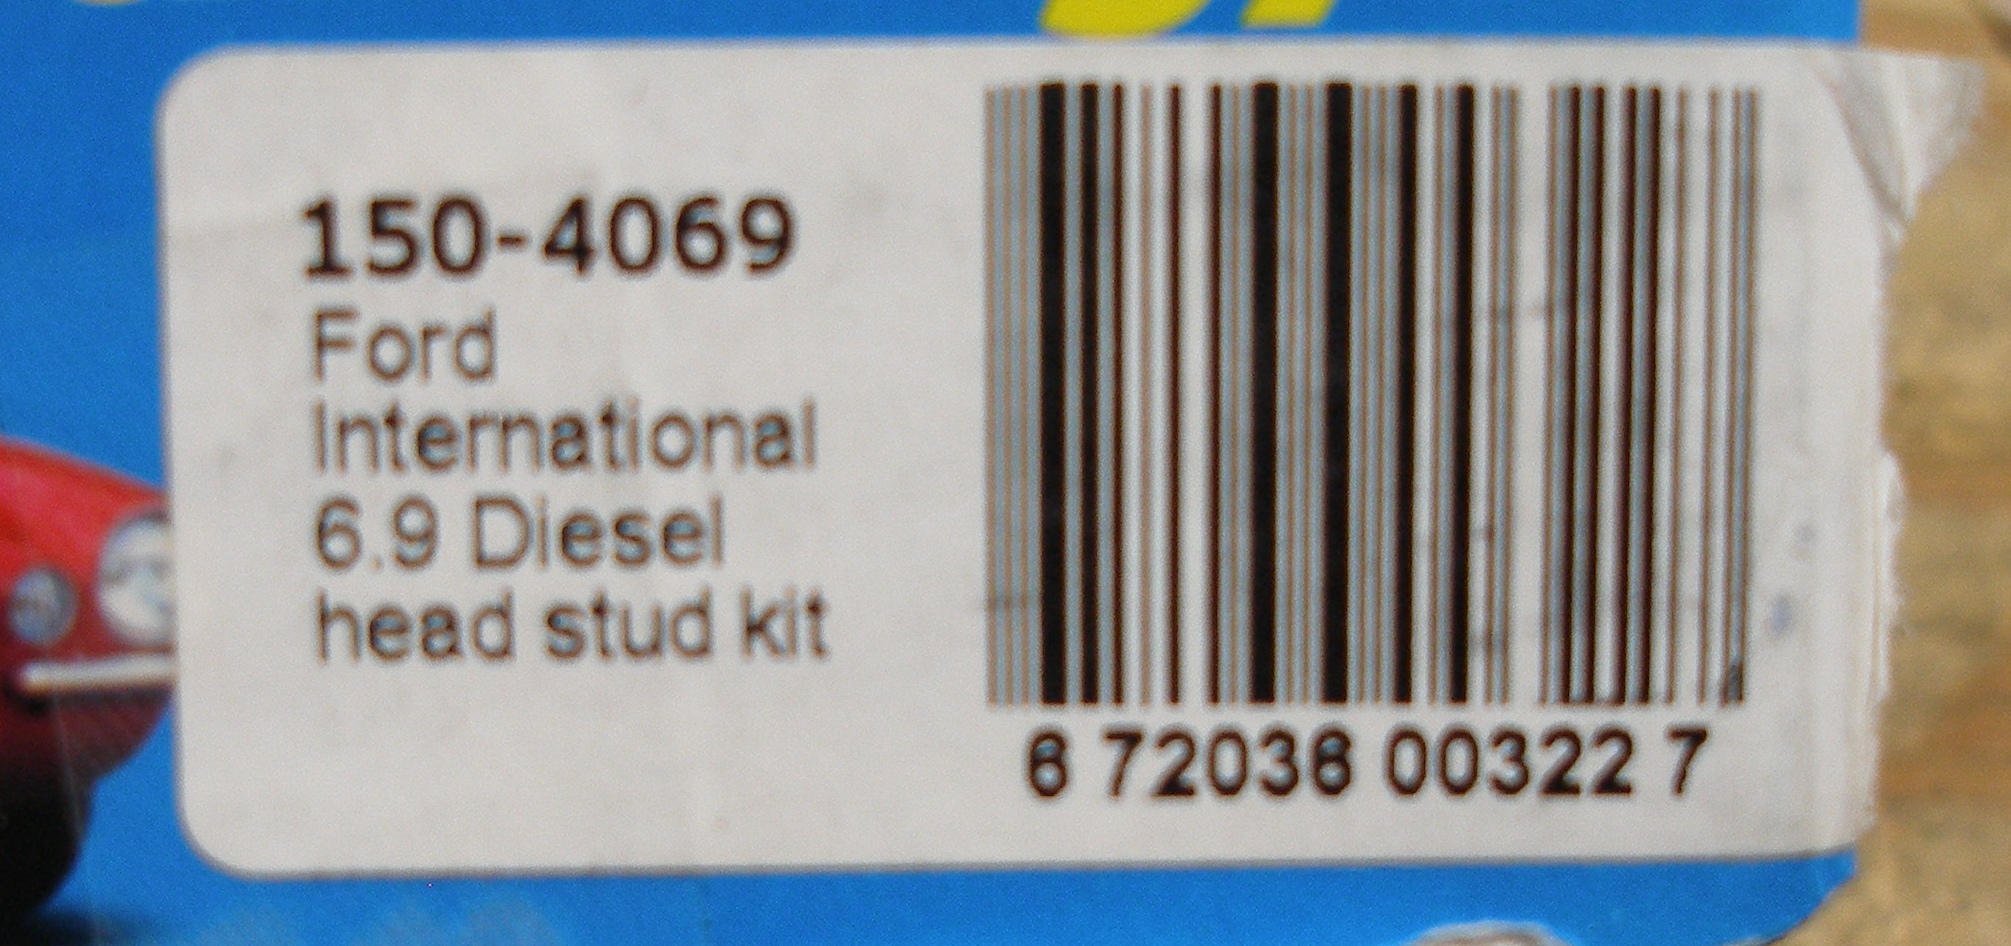 150-4069
Ford
International
6.9 Diesel
head stud kit
6 72036 00322 7